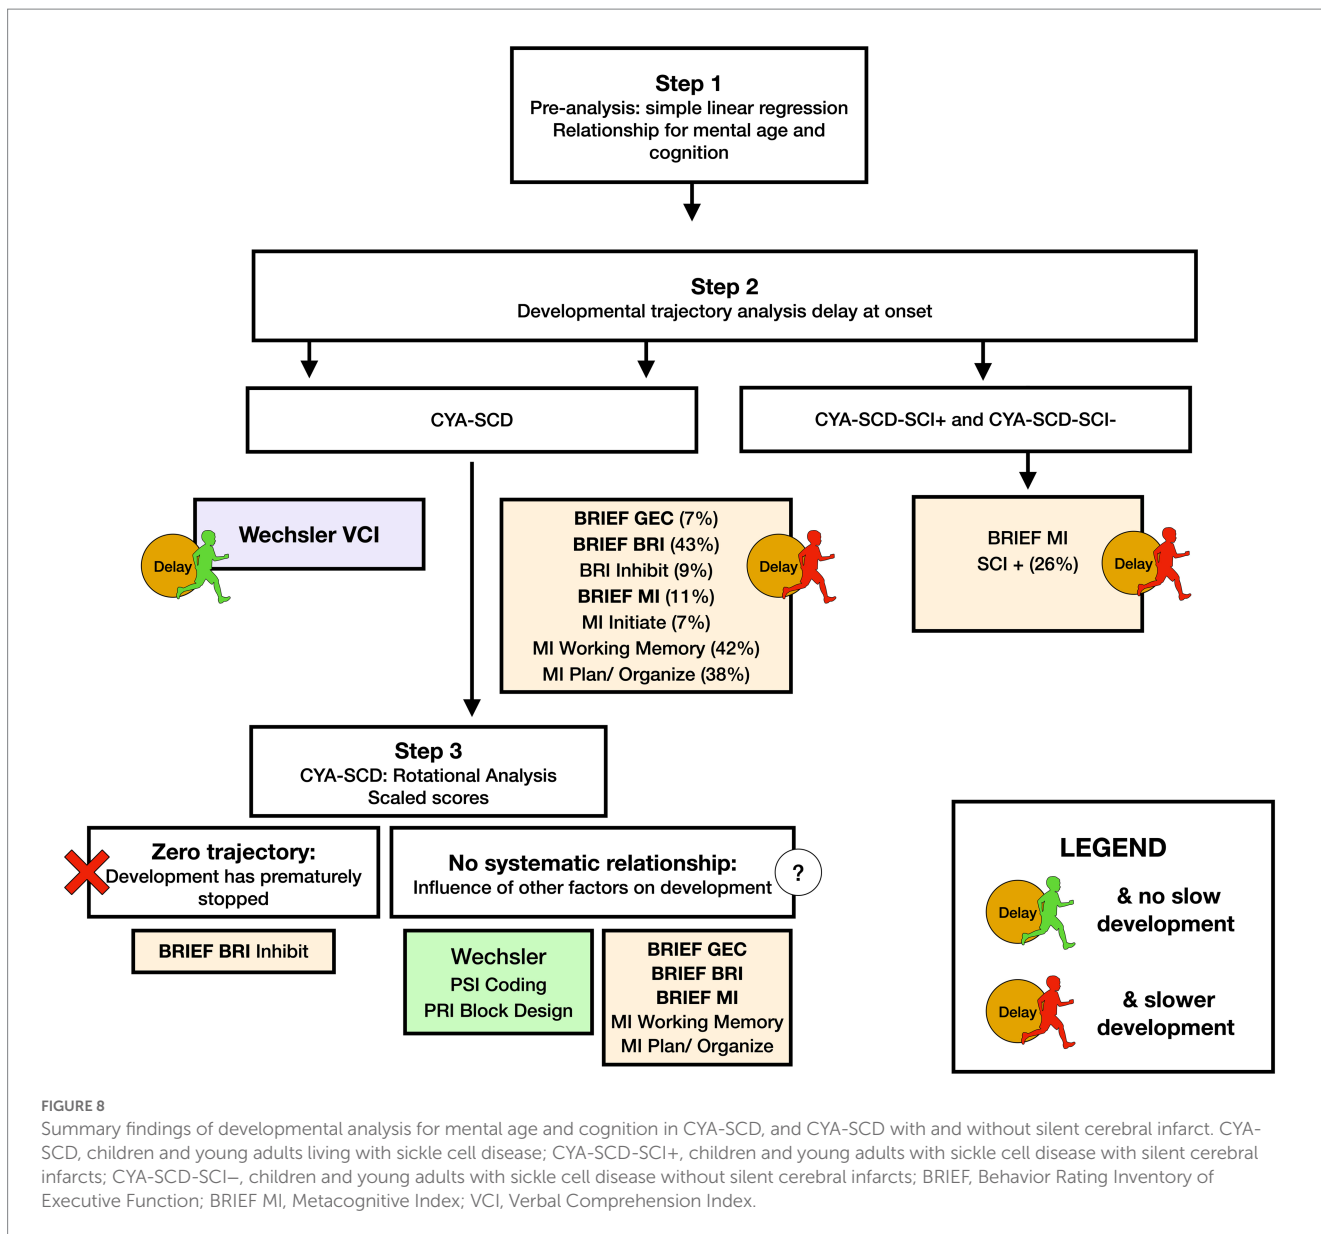 Step 1
Pre-analysis: simple linear regression
Relationship for mental age and
cognition
Step 2
Developmental trajectory analysis delay at onset
CYA-SCD
CYA-SCD-SCI+ and CYA-SCD-SCI-
Delay
Wechsler VCI
BRIEF GEC (7%)
BRIEF BRI (43%)
BRI Inhibit (9%)
BRIEF MI (11%)
MI Initiate (7%)
MI Working Memory (42%)
MI Plan/ Organize (38%)
Delay
BRIEF MI
SCI + (26%)
Delay
Step 3
CYA-SCD: Rotational Analysis
Scaled scores
Zero trajectory:
Development has prematurely
stopped
No systematic relationship:
Influence of other factors on development
?
BRIEF BRI Inhibit
Wechsler
PSI Coding
PRI Block Design
BRIEF GEC
BRIEF BRI
BRIEF MI
MI Working Memory
MI Plan/ Organize
LEGEND
Delay
& no slow
development
Delay
& slower
development
FIGURE 8
Summary findings of developmental analysis for mental age and cognition in CYA-SCD, and CYA-SCD with and without silent cerebral infarct. CYA-
SCD, children and young adults living with sickle cell disease; CYA-SCD-SCI+, children and young adults with sickle cell disease with silent cerebral
infarcts; CYA-SCD-SCI–, children and young adults with sickle cell disease without silent cerebral infarcts; BRIEF, Behavior Rating Inventory of
Executive Function; BRIEF MI, Metacognitive Index; VCI, Verbal Comprehension Index.